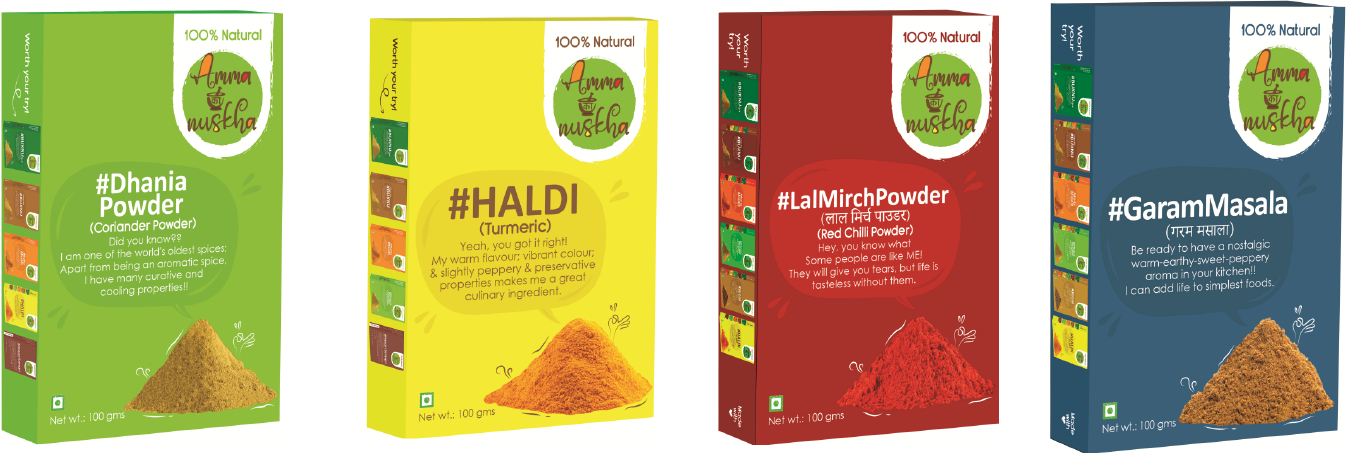 Worth your try!
100% Natural
Amma
का
nuskha
#Dhania
Powder
(Coriander Powder)
Did you know??
I am one of the world's oldest spices;
Apart from being an aromatic spice,
I have many curative and
cooling properties!!
Net wt.: 100 gms
Worth your try!
100% Natural
Amma
का
nuskha
#HALDI
(Turmeric)
Yeah, you got it right!
My warm flavour; vibrant colour;
& slightly peppery & preservative
properties makes me a great
culinary ingredient.
Net wt.: 100 gms
Worth
your
try!
100% Natural
Amma
का
nuskha
#LalMirchPowder
(लाल मिर्च पाउडर)
(Red Chilli Powder)
Hey, you know what
Some people are like ME!
They will give you tears, but life is
tasteless without them.
Net wt.: 100 gms
Made
with
Worth
your
try!
100% Natural
Amma
का
nuskha
#GaramMasala
(गरम मसाला)
Be ready to have a nostalgic
warm-earthy-sweet-peppery
aroma in your kitchen!!
I can add life to simplest foods.
Net wt.: 100 gms
Made
with